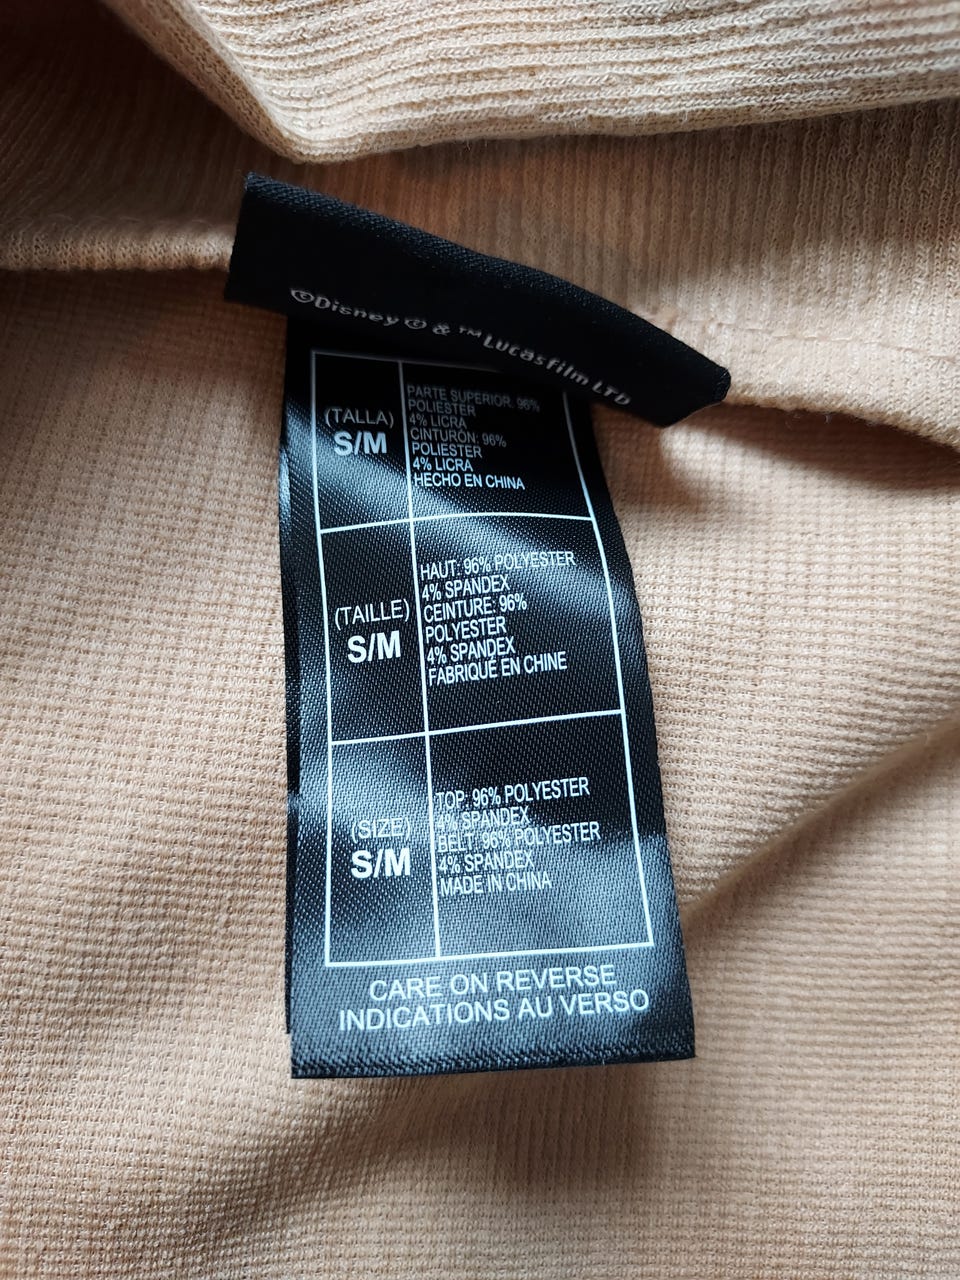 ©Disney © & ™ Lucasfilm LTD
(TALLA)
S/M
PARTE SUPERIOR: 96%
POLIESTER
4% LICRA
CINTURÓN: 96%
POLIESTER
4% LICRA
HECHO EN CHINA
(TAILLE)
S/M
HAUT: 96% POLYESTER
4% SPANDEX
CEINTURE: 96%
POLYESTER
4% SPANDEX
FABRIQUÉ EN CHINE
(SIZE)
S/M
TOP: 96% POLYESTER
4% SPANDEX
BELT: 96% POLYESTER
4% SPANDEX
MADE IN CHINA
CARE ON REVERSE
INDICATIONS AU VERSO